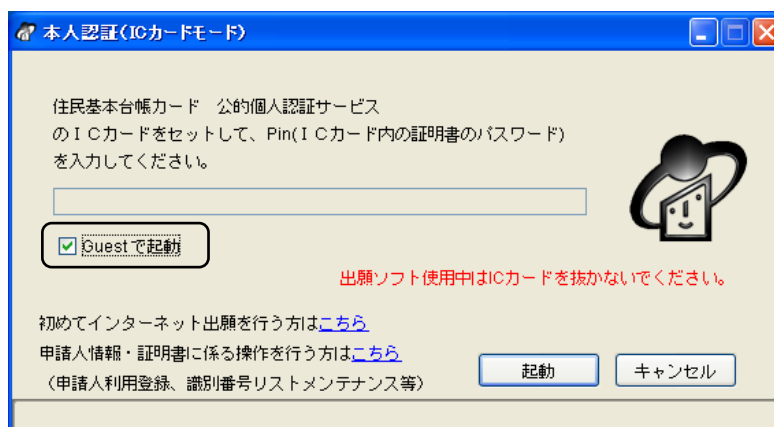 本人認証(ICカードモード)
住民基本台帳カード　公的個人認証サービス
のＩＣカードをセットして、Pin(ＩＣカード内の証明書のパスワード)
を入力してください。
Guestで起動
出願ソフト使用中はICカードを抜かないでください。
初めてインターネット出願を行う方はこちら
申請人情報・証明書に係る操作を行う方はこちら
（申請人利用登録、識別番号リストメンテナンス等）
起動
キャンセル